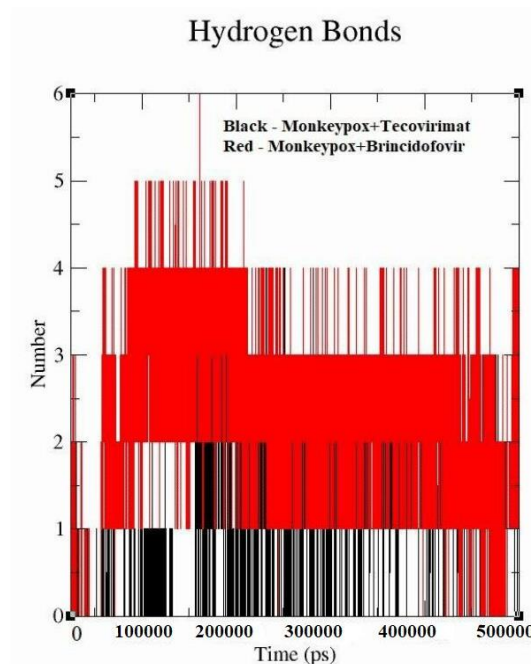 Hydrogen Bonds
6
Black - Monkeypox+Tecovirimat
Red - Monkeypox+Brincidofovir
5
4
Number
3
2
1
0
0 100000 200000 300000 400000 500000
Time (ps)